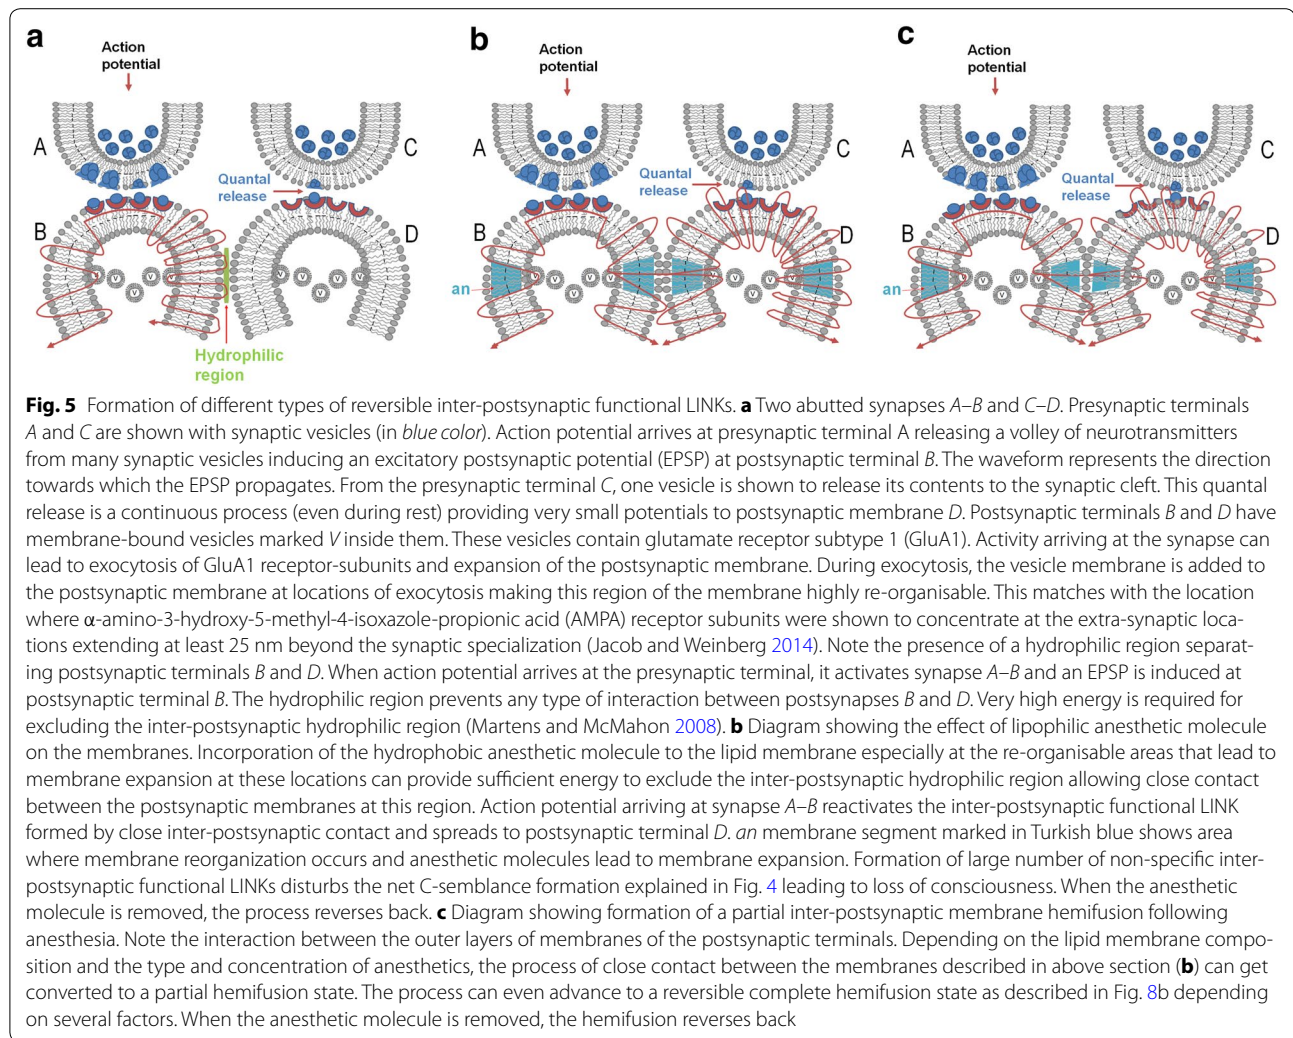 a
Action
potential
A
C
Quantal
release
B
D
V V V V V V V V V V
Hydrophilic
region
b
Action
potential
A
C
Quantal
release
B
D
V V V V V V V V V V
an
c
Action
potential
A
C
Quantal
release
B
D
V V V V V V V V V V
an
Fig. 5 Formation of different types of reversible inter-postsynaptic functional LINKs. a Two abutted synapses A–B and C–D. Presynaptic terminals
A and C are shown with synaptic vesicles (in blue color). Action potential arrives at presynaptic terminal A releasing a volley of neurotransmitters
from many synaptic vesicles inducing an excitatory postsynaptic potential (EPSP) at postsynaptic terminal B. The waveform represents the direction
towards which the EPSP propagates. From the presynaptic terminal C, one vesicle is shown to release its contents to the synaptic cleft. This quantal
release is a continuous process (even during rest) providing very small potentials to postsynaptic membrane D. Postsynaptic terminals B and D have
membrane-bound vesicles marked V inside them. These vesicles contain glutamate receptor subtype 1 (GluA1). Activity arriving at the synapse can
lead to exocytosis of GluA1 receptor-subunits and expansion of the postsynaptic membrane. During exocytosis, the vesicle membrane is added to
the postsynaptic membrane at locations of exocytosis making this region of the membrane highly re-organisable. This matches with the location
where α-amino-3-hydroxy-5-methyl-4-isoxazole-propionic acid (AMPA) receptor subunits were shown to concentrate at the extra-synaptic loca-
tions extending at least 25 nm beyond the synaptic specialization (Jacob and Weinberg 2014). Note the presence of a hydrophilic region separat-
ing postsynaptic terminals B and D. When action potential arrives at the presynaptic terminal, it activates synapse A–B and an EPSP is induced at
postsynaptic terminal B. The hydrophilic region prevents any type of interaction between postsynapses B and D. Very high energy is required for
excluding the inter-postsynaptic hydrophilic region (Martens and McMahon 2008). b Diagram showing the effect of lipophilic anesthetic molecule
on the membranes. Incorporation of the hydrophobic anesthetic molecule to the lipid membrane especially at the re-organisable areas that lead to
membrane expansion at these locations can provide sufficient energy to exclude the inter-postsynaptic hydrophilic region allowing close contact
between the postsynaptic membranes at this region. Action potential arriving at synapse A–B reactivates the inter-postsynaptic functional LINK
formed by close inter-postsynaptic contact and spreads to postsynaptic terminal D. an membrane segment marked in Turkish blue shows area
where membrane reorganization occurs and anesthetic molecules lead to membrane expansion. Formation of large number of non-specific inter-
postsynaptic functional LINKs disturbs the net C-semblance formation explained in Fig. 4 leading to loss of consciousness. When the anesthetic
molecule is removed, the process reverses back. c Diagram showing formation of a partial inter-postsynaptic membrane hemifusion following
anesthesia. Note the interaction between the outer layers of membranes of the postsynaptic terminals. Depending on the lipid membrane compo-
sition and the type and concentration of anesthetics, the process of close contact between the membranes described in above section (b) can get
converted to a partial hemifusion state. The process can even advance to a reversible complete hemifusion state as described in Fig. 8b depending
on several factors. When the anesthetic molecule is removed, the hemifusion reverses back